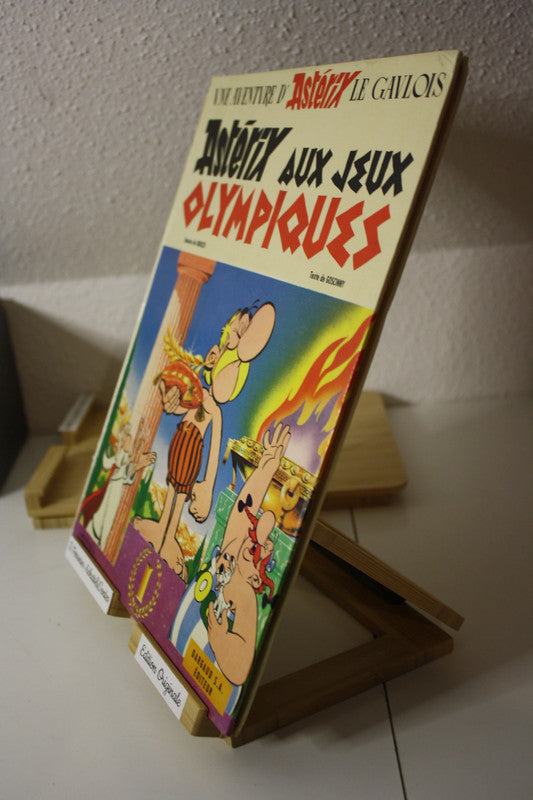 UNE AVENTURE D'Astérix LE GAULOIS
Astérix AUX JEUX
OLYMPIQUES
Texte de GOSCINNY
DARGAUD S.A.
ÉDITEUR
Edition Originale